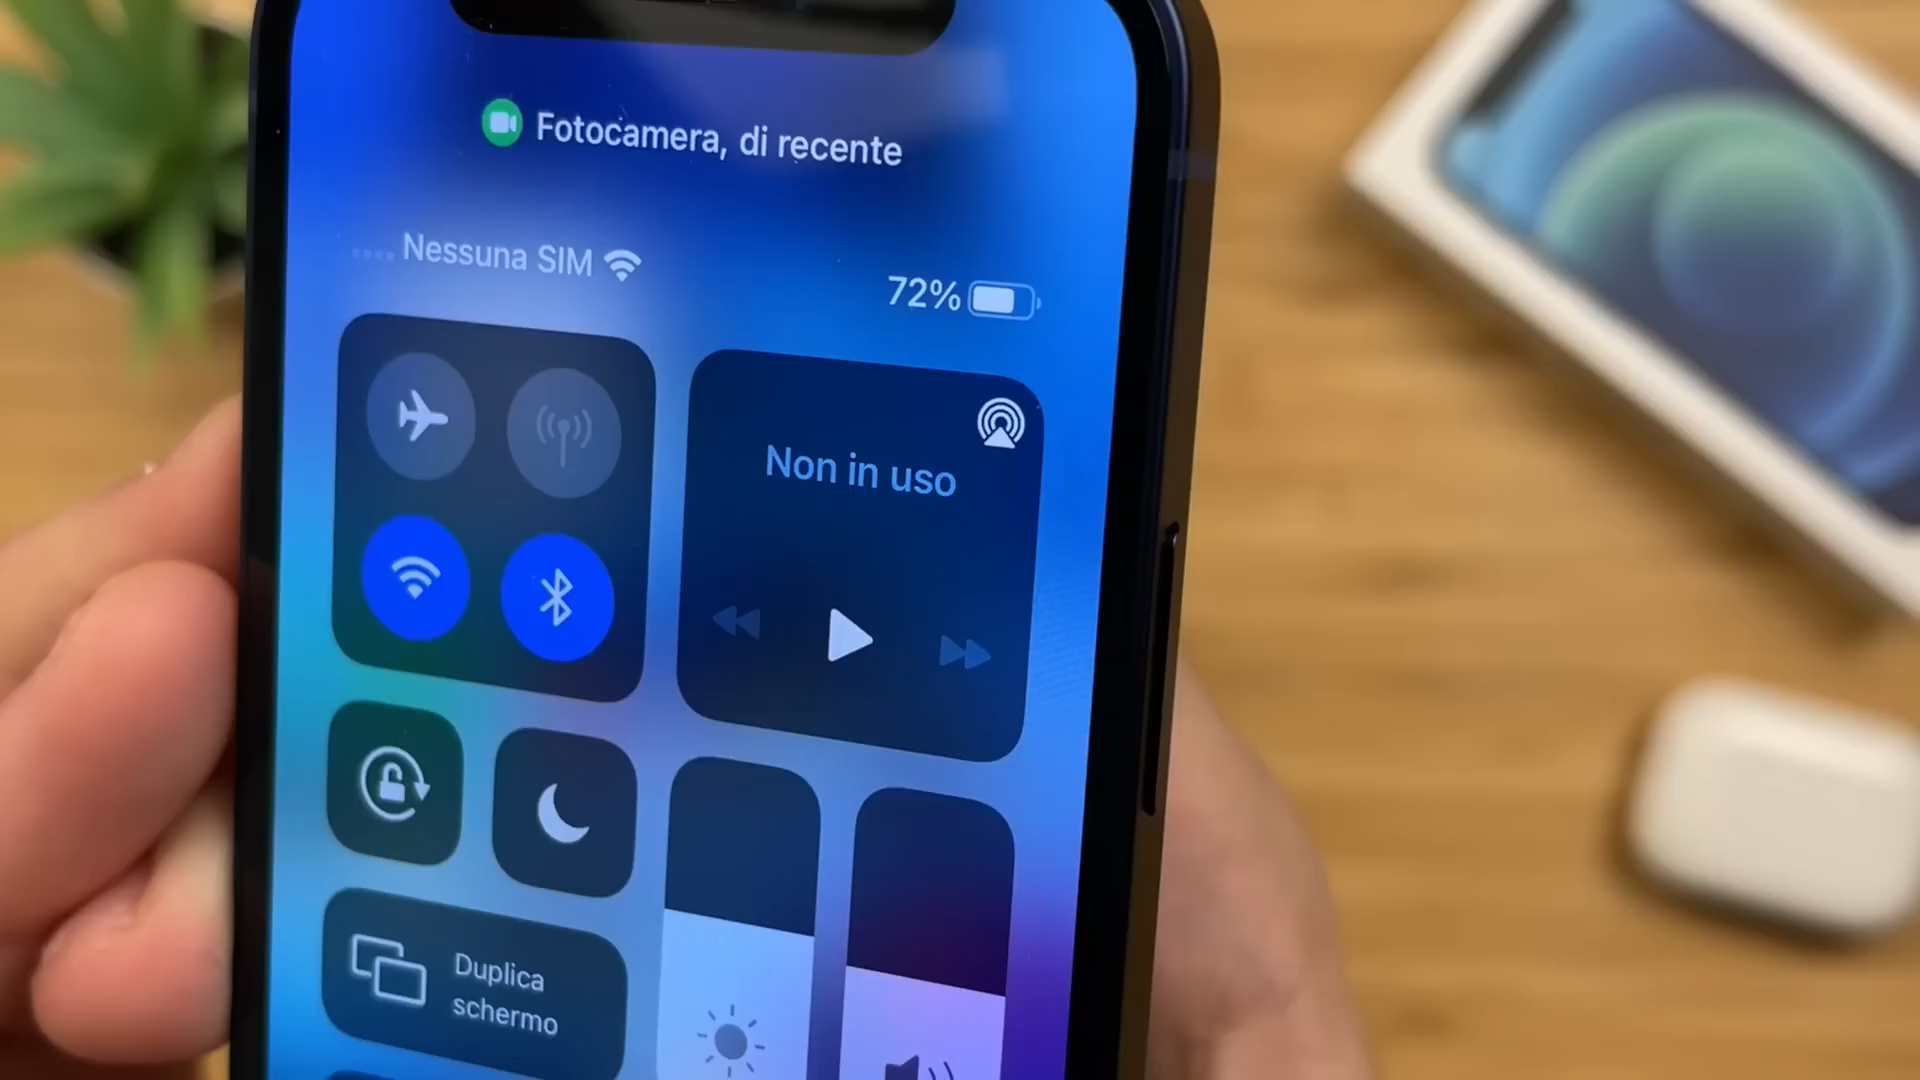 Fotocamera, di recente
Nessuna SIM
72%
Non in uso
Duplica
schermo